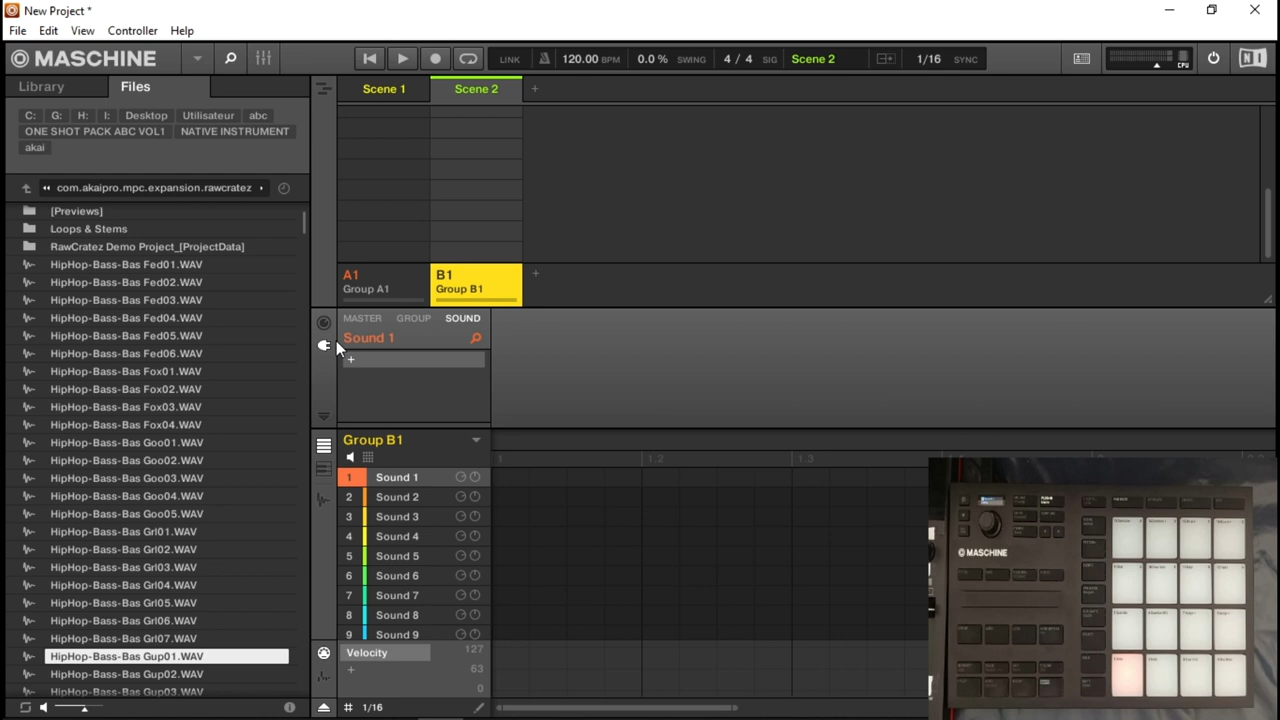 New Project *
File Edit View Controller Help
MASCHINE LINK 120.00 BPM 0.0 % SWING 4 / 4 SIG Scene 2 1/16 SYNC CPU
Library Files
Scene 1 Scene 2 +
C: G: H: I: Desktop Utilisateur abc
ONE SHOT PACK ABC VOL1 NATIVE INSTRUMENT
akai
com.akaipro.mpc.expansion.rawcratez
[Previews]
Loops & Stems
RawCratez Demo Project_[ProjectData]
HipHop-Bass-Bas Fed01.WAV
HipHop-Bass-Bas Fed02.WAV
HipHop-Bass-Bas Fed03.WAV
HipHop-Bass-Bas Fed04.WAV
HipHop-Bass-Bas Fed05.WAV
HipHop-Bass-Bas Fed06.WAV
HipHop-Bass-Bas Fox01.WAV
HipHop-Bass-Bas Fox02.WAV
HipHop-Bass-Bas Fox03.WAV
HipHop-Bass-Bas Fox04.WAV
HipHop-Bass-Bas Goo01.WAV
HipHop-Bass-Bas Goo02.WAV
HipHop-Bass-Bas Goo03.WAV
HipHop-Bass-Bas Goo04.WAV
HipHop-Bass-Bas Goo05.WAV
HipHop-Bass-Bas Grl01.WAV
HipHop-Bass-Bas Grl02.WAV
HipHop-Bass-Bas Grl03.WAV
HipHop-Bass-Bas Grl04.WAV
HipHop-Bass-Bas Grl05.WAV
HipHop-Bass-Bas Grl06.WAV
HipHop-Bass-Bas Grl07.WAV
HipHop-Bass-Bas Gup01.WAV
HipHop-Bass-Bas Gup02.WAV
HipHop-Bass-Bas Gup03.WAV
A1 B1 +
Group A1 Group B1
MASTER GROUP SOUND
Sound 1
+
Group B1
1 1.2 1.3
1 Sound 1
2 Sound 2
3 Sound 3
4 Sound 4
5 Sound 5
6 Sound 6
7 Sound 7
8 Sound 8
9 Sound 9
Velocity 127
+ 63
0
1/16
MASCHINE